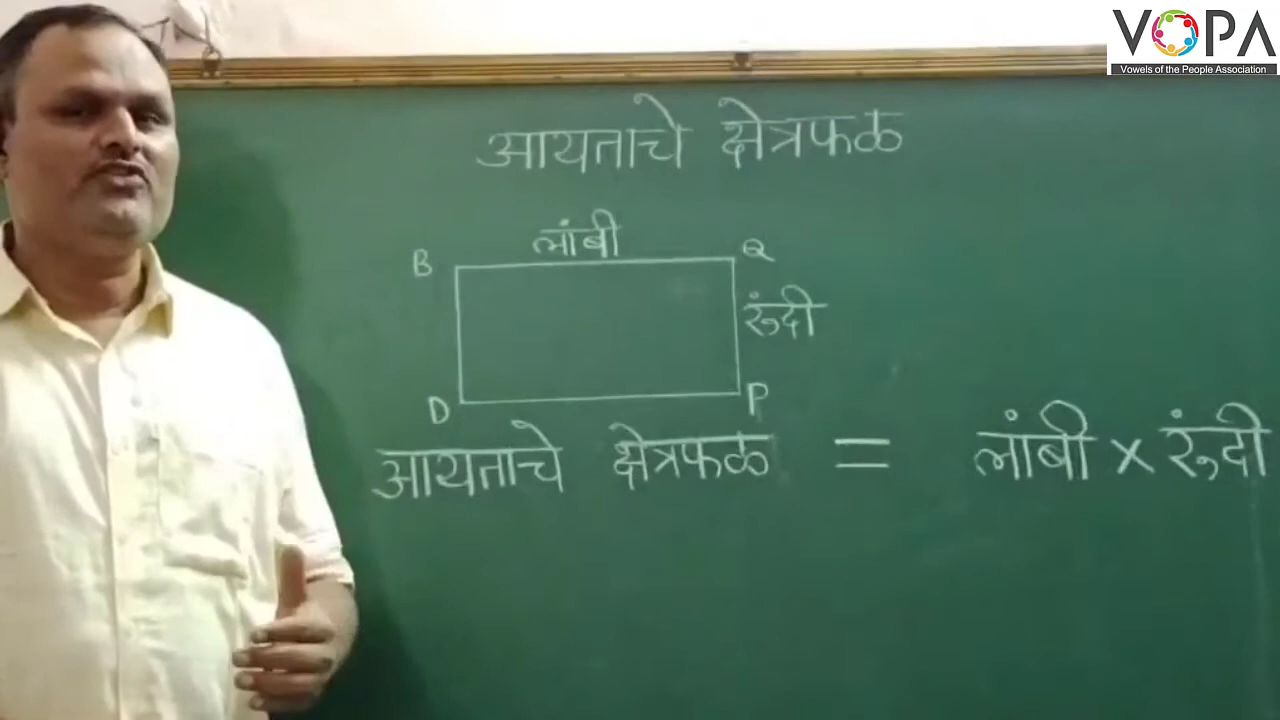 VOPA
Vowels of the People Association
आयताचे क्षेत्रफळ
लांबी
B
Q
रुंदी
D
P
आयताचे क्षेत्रफळ = लांबी × रुंदी